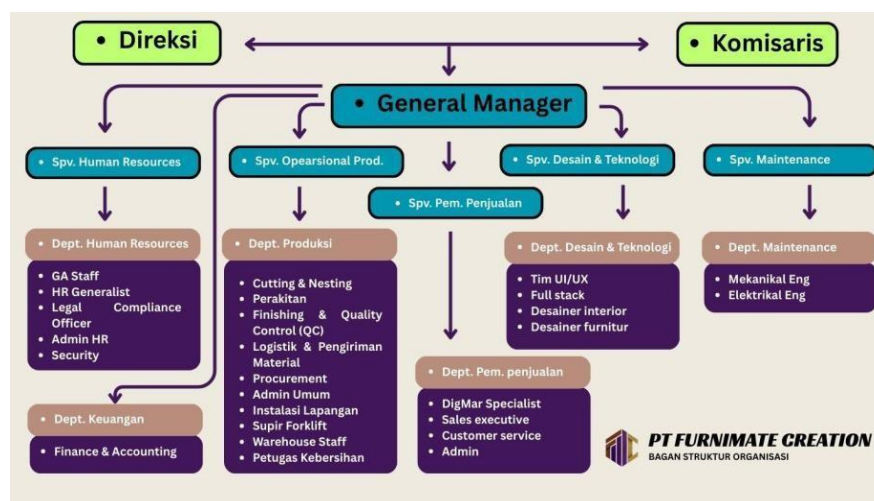 • Direksi
• Komisaris
• General Manager
• Spv. Human Resources
• Spv. Opearsional Prod.
• Spv. Desain & Teknologi
• Spv. Maintenance
• Spv. Pem. Penjualan
• Dept. Human Resources
• GA Staff
• HR Generalist
• Legal Compliance
Officer
• Admin HR
• Security
• Dept. Keuangan
• Finance & Accounting
• Dept. Produksi
• Cutting & Nesting
• Perakitan
• Finishing & Quality
Control (QC)
• Logistik & Pengiriman
Material
• Procurement
• Admin Umum
• Instalasi Lapangan
• Supir Forklift
• Warehouse Staff
• Petugas Kebersihan
• Dept. Pem. penjualan
• DigMar Specialist
• Sales executive
• Customer service
• Admin
• Dept. Desain & Teknologi
• Tim UI/UX
• Full stack
• Desainer interior
• Desainer furnitur
• Dept. Maintenance
• Mekanikal Eng
• Elektrikal Eng
PT FURNIMATE CREATION
BAGAN STRUKTUR ORGANISASI